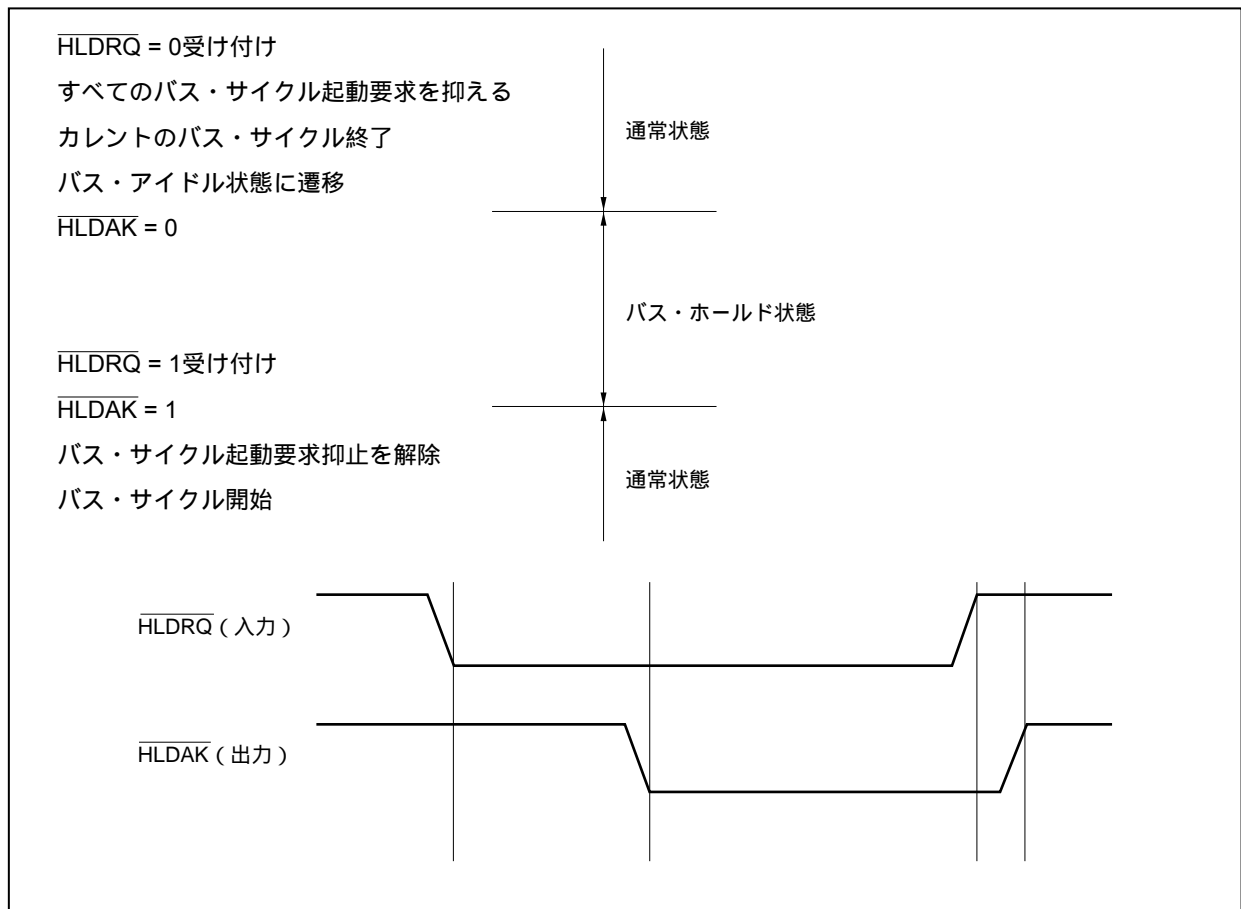 HLDRQ = 0受け付け
すべてのバス・サイクル起動要求を抑える
カレントのバス・サイクル終了
バス・アイドル状態に遷移
HLDAK = 0
通常状態
バス・ホールド状態
HLDRQ = 1受け付け
HLDAK = 1
バス・サイクル起動要求抑止を解除
バス・サイクル開始
通常状態
HLDRQ（入力）
HLDAK（出力）